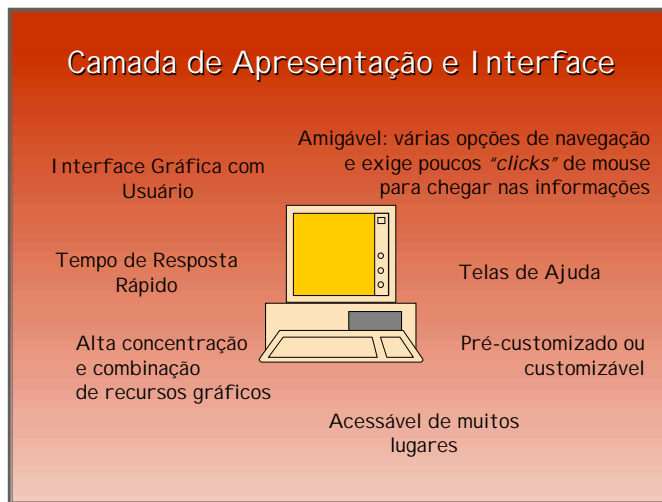 Camada de Apresentação e Interface
Amigável: várias opções de navegação
e exige poucos “clicks” de mouse
para chegar nas informações
Interface Gráfica com
Usuário
Tempo de Resposta
Rápido
Telas de Ajuda
Alta concentração
e combinação
de recursos gráficos
Pré-customizado ou
customizável
Acessável de muitos
lugares